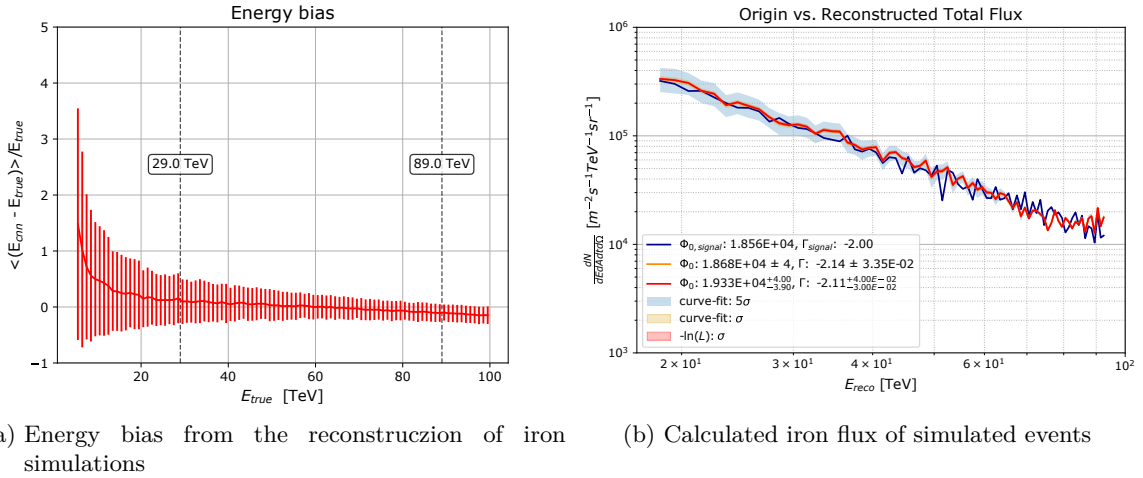 Energy bias
5
4
3
2
1
0
−1
<(E_cnn - E_true)>/E_true
29.0 TeV
89.0 TeV
20
40
60
80
100
E_true [TeV]
Origin vs. Reconstructed Total Flux
10^6
10^5
10^4
10^3
dN/dEdAdtdΩ [m^−2 s^−1 TeV^−1 sr^−1]
Φ_0,signal: 1.856E+04, Γ_signal: -2.00
Φ_0: 1.868E+04 ± 4, Γ: -2.14 ± 3.35E-02
Φ_0: 1.933E+04^+4.00_−3.90, Γ: -2.11^+4.00E−02_−3.00E−02
curve-fit: 5σ
curve-fit: σ
-ln(L): σ
2 × 10^1
3 × 10^1
4 × 10^1
6 × 10^1
10^2
E_reco [TeV]
a) Energy bias from the reconstruczion of iron
simulations
(b) Calculated iron flux of simulated events